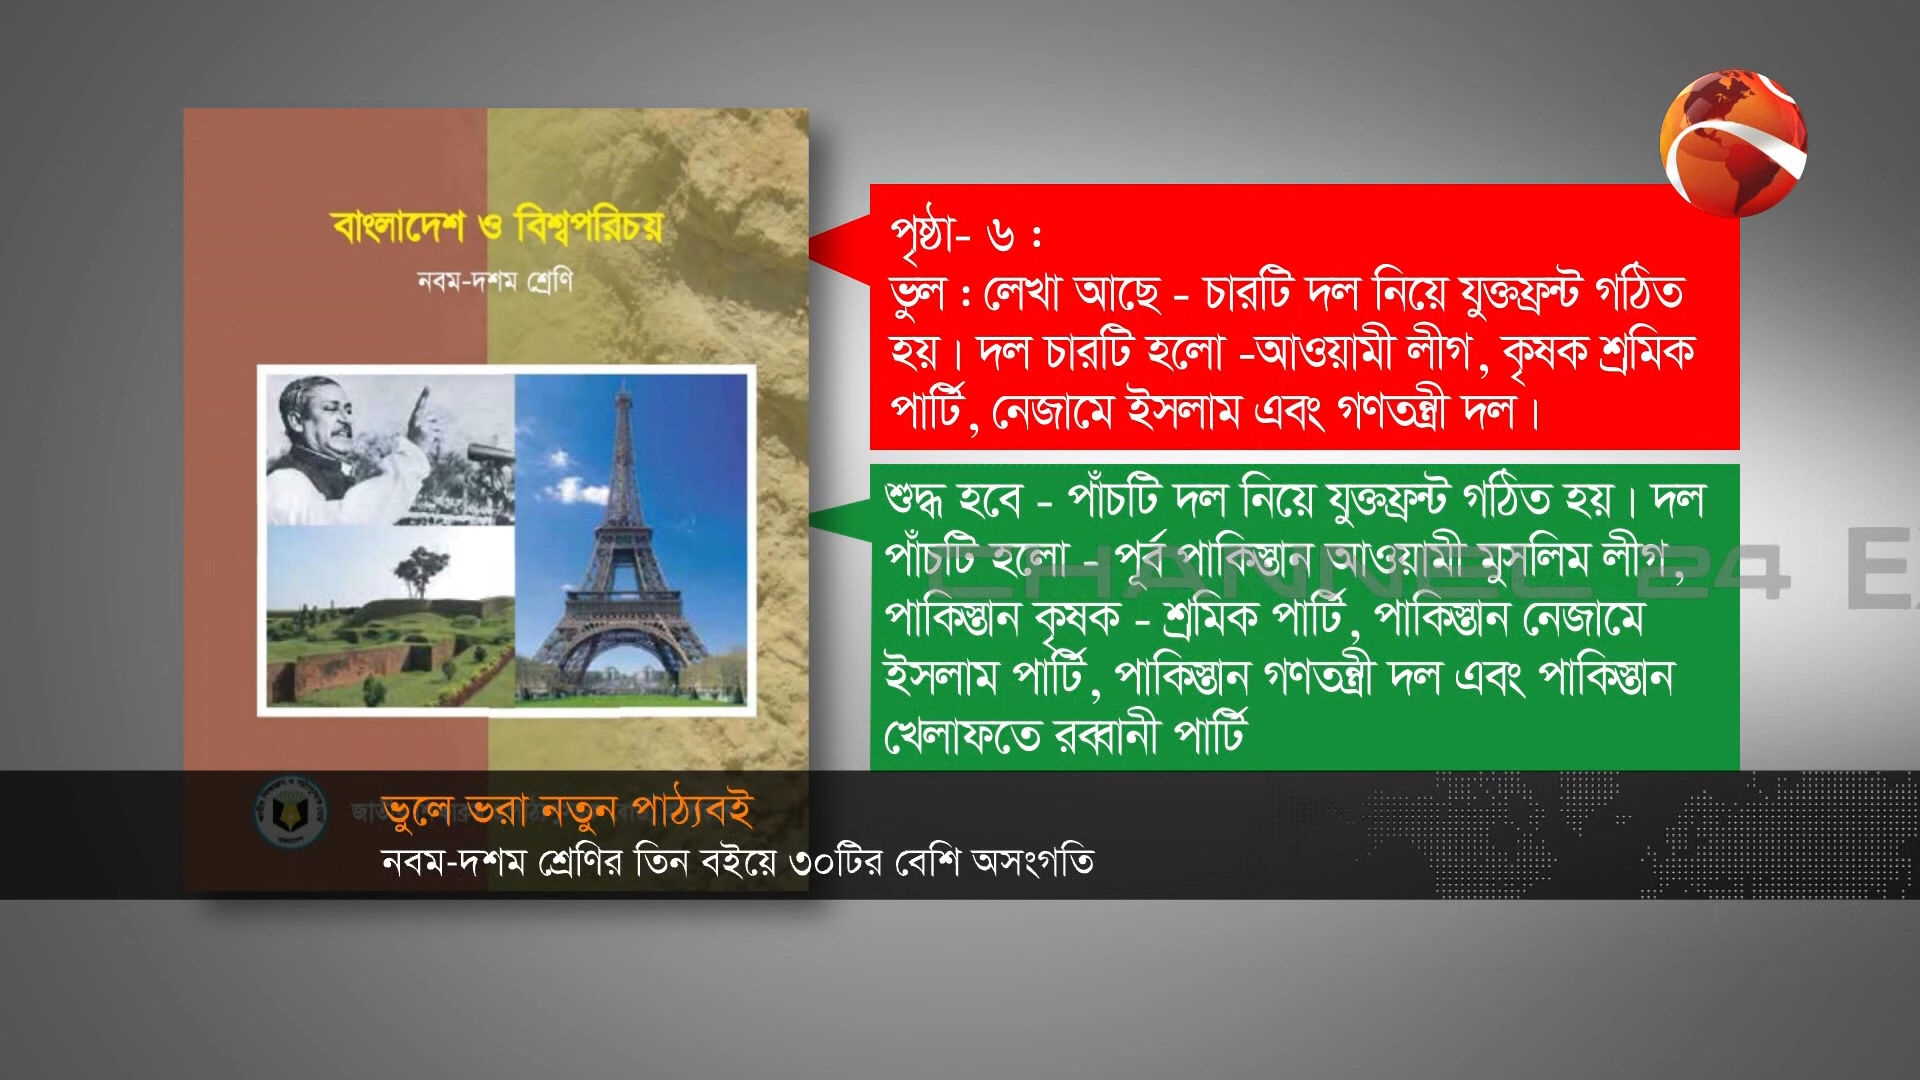 বাংলাদেশ ও বিশ্বপরিচয়
নবম-দশম শ্রেণি
পৃষ্ঠা- ৬ :
ভুল : লেখা আছে - চারটি দল নিয়ে যুক্তফ্রন্ট গঠিত
হয়। দল চারটি হলো -আওয়ামী লীগ, কৃষক শ্রমিক
পার্টি, নেজামে ইসলাম এবং গণতন্ত্রী দল।
শুদ্ধ হবে - পাঁচটি দল নিয়ে যুক্তফ্রন্ট গঠিত হয়। দল
পাঁচটি হলো - পূর্ব পাকিস্তান আওয়ামী মুসলিম লীগ,
পাকিস্তান কৃষক - শ্রমিক পার্টি, পাকিস্তান নেজামে
ইসলাম পার্টি, পাকিস্তান গণতন্ত্রী দল এবং পাকিস্তান
খেলাফতে রব্বানী পার্টি
CHANNEL 24
ভুলে ভরা নতুন পাঠ্যবই
নবম-দশম শ্রেণির তিন বইয়ে ৩০টির বেশি অসংগতি